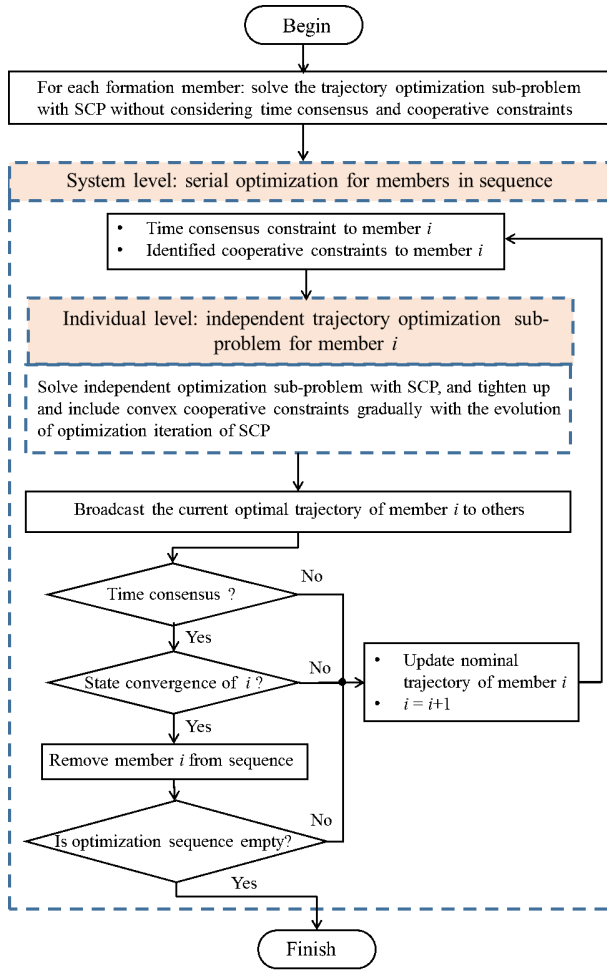 Begin
For each formation member: solve the trajectory optimization sub-problem
with SCP without considering time consensus and cooperative constraints
System level: serial optimization for members in sequence
• Time consensus constraint to member i
• Identified cooperative constraints to member i
Individual level: independent trajectory optimization sub-
problem for member i
Solve independent optimization sub-problem with SCP, and tighten up
and include convex cooperative constraints gradually with the evolution
of optimization iteration of SCP
Broadcast the current optimal trajectory of member i to others
Time consensus ?
No
Yes
State convergence of i ?
No
• Update nominal
trajectory of member i
• i = i+1
Yes
Remove member i from sequence
Is optimization sequence empty?
No
Yes
Finish